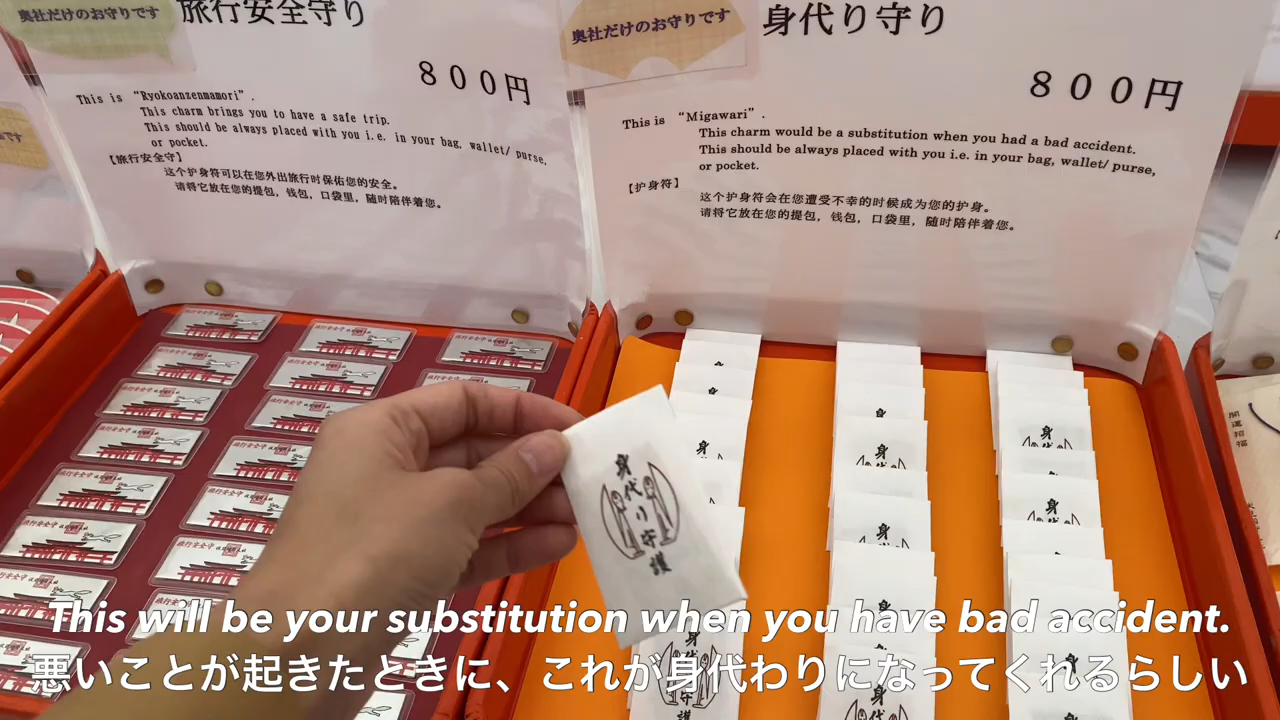 奥社だけのお守りです
旅行安全守り
800円
This is “Ryokoanzenmamori”.
This charm brings you to have a safe trip.
This should be always placed with you i.e. in your bag, wallet/ purse,
or pocket.
【旅行安全守】
这个护身符可以在您外出旅行时保佑您的安全。
请将它放在您的提包，钱包，口袋里，随时陪伴着您。
奥社だけのお守りです
身代り守り
800円
This is “Migawari”.
This charm would be a substitution when you had a bad accident.
This should be always placed with you i.e. in your bag, wallet/ purse,
or pocket.
【护身符】
这个护身符会在您遭受不幸的时候成为您的护身。
请将它放在您的提包，钱包，口袋里，随时陪伴着您。
身代り守護
旅行安全守
開運招福
This will be your substitution when you have bad accident.
悪いことが起きたときに、これが身代わりになってくれるらしい